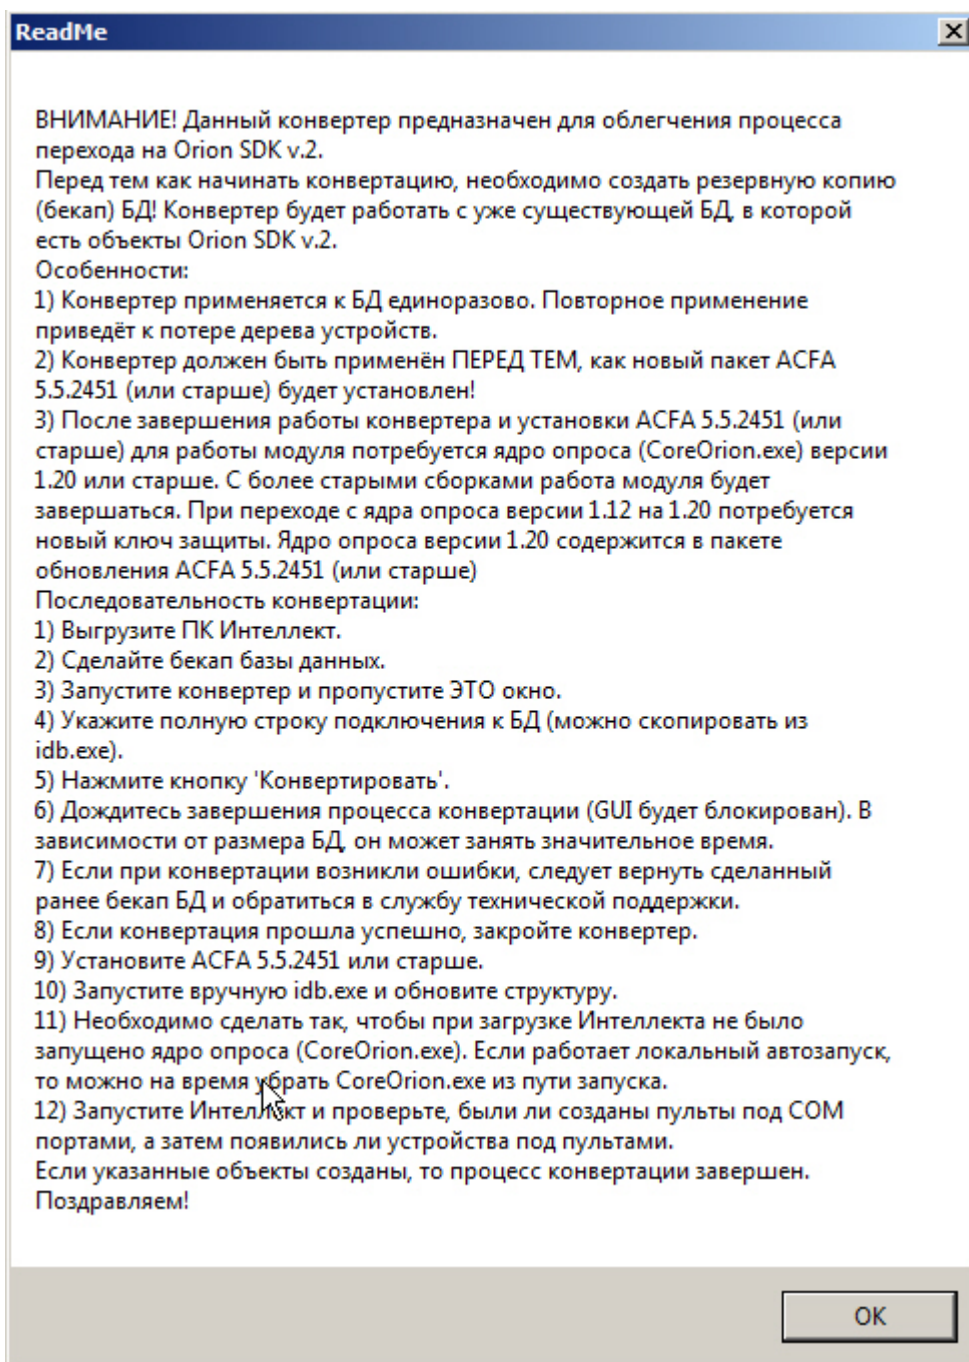 ReadMe
ВНИМАНИЕ! Данный конвертер предназначен для облегчения процесса
перехода на Orion SDK v.2.
Перед тем как начинать конвертацию, необходимо создать резервную копию
(бекап) БД! Конвертер будет работать с уже существующей БД, в которой
есть объекты Orion SDK v.2.
Особенности:
1) Конвертер применяется к БД единоразово. Повторное применение
приведёт к потере дерева устройств.
2) Конвертер должен быть применён ПЕРЕД ТЕМ, как новый пакет ACFA
5.5.2451 (или старше) будет установлен!
3) После завершения работы конвертера и установки ACFA 5.5.2451 (или
старше) для работы модуля потребуется ядро опроса (CoreOrion.exe) версии
1.20 или старше. С более старыми сборками работа модуля будет
завершаться. При переходе с ядра опроса версии 1.12 на 1.20 потребуется
новый ключ защиты. Ядро опроса версии 1.20 содержится в пакете
обновления ACFA 5.5.2451 (или старше)
Последовательность конвертации:
1) Выгрузите ПК Интеллект.
2) Сделайте бекап базы данных.
3) Запустите конвертер и пропустите ЭТО окно.
4) Укажите полную строку подключения к БД (можно скопировать из
idb.exe).
5) Нажмите кнопку 'Конвертировать'.
6) Дождитесь завершения процесса конвертации (GUI будет блокирован). В
зависимости от размера БД, он может занять значительное время.
7) Если при конвертации возникли ошибки, следует вернуть сделанный
ранее бекап БД и обратиться в службу технической поддержки.
8) Если конвертация прошла успешно, закройте конвертер.
9) Установите ACFA 5.5.2451 или старше.
10) Запустите вручную idb.exe и обновите структуру.
11) Необходимо сделать так, чтобы при загрузке Интеллекта не было
запущено ядро опроса (CoreOrion.exe). Если работает локальный автозапуск,
то можно на время убрать CoreOrion.exe из пути запуска.
12) Запустите Интеллект и проверьте, были ли созданы пульты под COM
портами, а затем появились ли устройства под пультами.
Если указанные объекты созданы, то процесс конвертации завершен.
Поздравляем!
OK